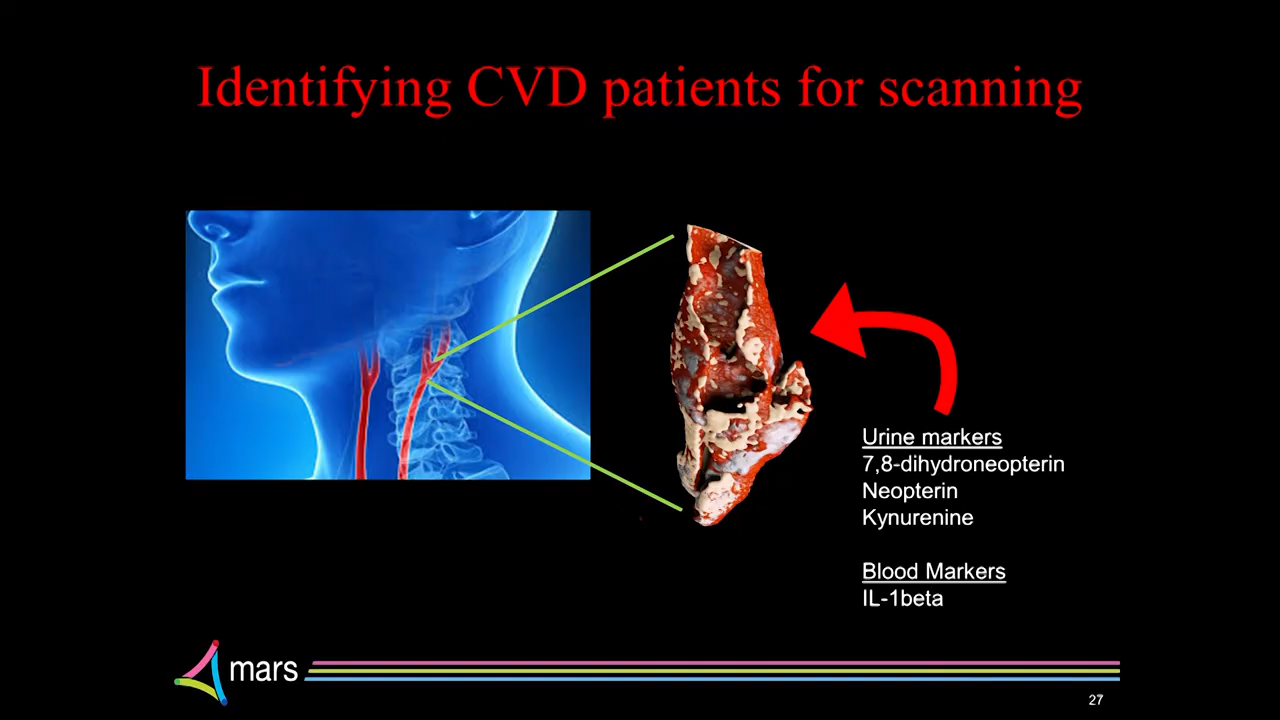 Identifying CVD patients for scanning
Urine markers
7,8-dihydroneopterin
Neopterin
Kynurenine
Blood Markers
IL-1beta
mars
27